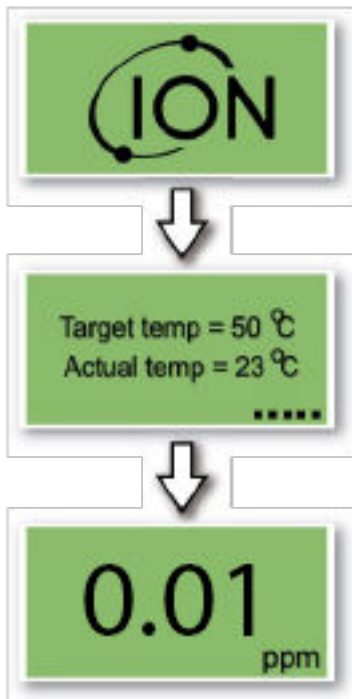 ION
Target temp = 50 °C
Actual temp = 23 °C
0.01
ppm